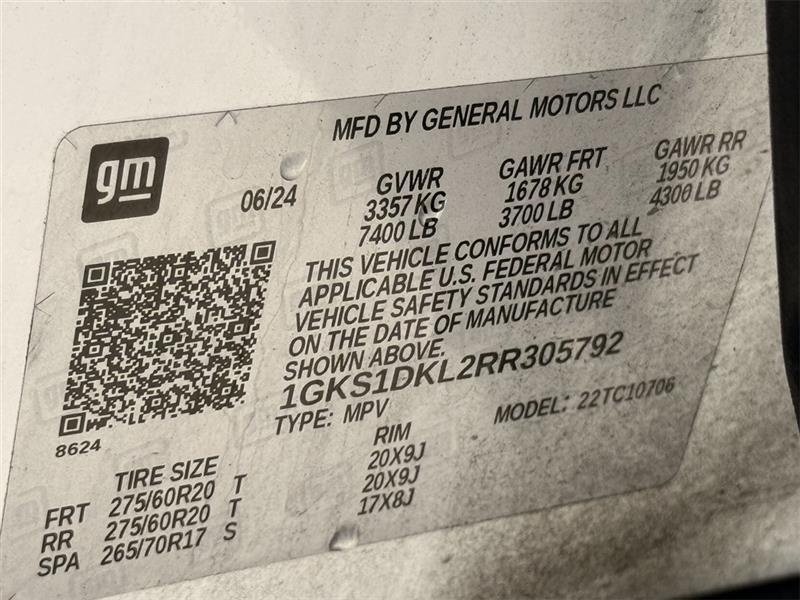 MFD BY GENERAL MOTORS LLC
gm
06/24
GVWR
3357 KG
7400 LB
GAWR FRT
1678 KG
3700 LB
GAWR RR
1950 KG
4300 LB
THIS VEHICLE CONFORMS TO ALL
APPLICABLE U.S. FEDERAL MOTOR
VEHICLE SAFETY STANDARDS IN EFFECT
ON THE DATE OF MANUFACTURE
SHOWN ABOVE.
1GKS1DKL2RR305792
TYPE: MPV MODEL: 22TC10706
8624
TIRE SIZE RIM
FRT 275/60R20 T 20X9J
RR 275/60R20 T 20X9J
SPA 265/70R17 S 17X8J